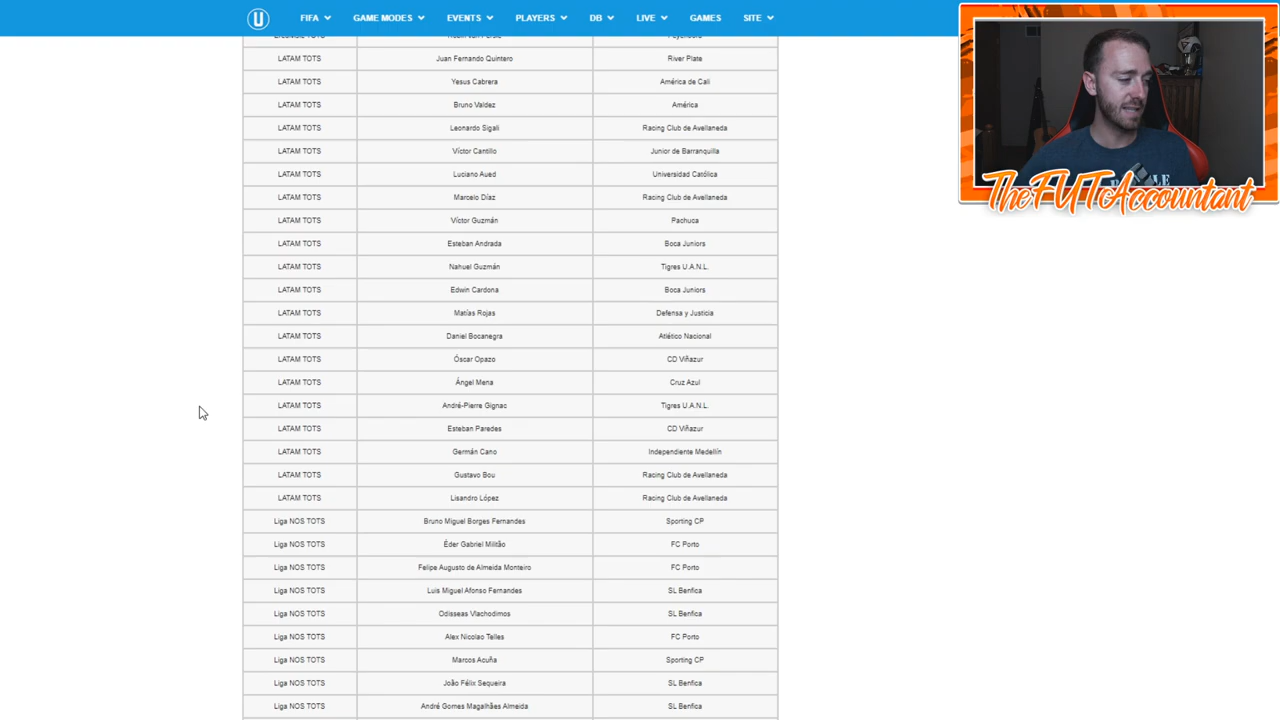 U FIFA GAME MODES EVENTS PLAYERS DB LIVE GAMES SITE
LATAM TOTS Juan Fernando Quintero River Plate
LATAM TOTS Yesus Cabrera América de Cali
LATAM TOTS Bruno Valdez América
LATAM TOTS Leonardo Sigali Racing Club de Avellaneda
LATAM TOTS Víctor Cantillo Junior de Barranquilla
LATAM TOTS Luciano Aued Universidad Católica
LATAM TOTS Marcelo Díaz Racing Club de Avellaneda
LATAM TOTS Víctor Guzmán Pachuca
LATAM TOTS Esteban Andrada Boca Juniors
LATAM TOTS Nahuel Guzmán Tigres U.A.N.L.
LATAM TOTS Edwin Cardona Boca Juniors
LATAM TOTS Matías Rojas Defensa y Justicia
LATAM TOTS Daniel Bocanegra Atlético Nacional
LATAM TOTS Óscar Opazo CD Viñazur
LATAM TOTS Ángel Mena Cruz Azul
LATAM TOTS André-Pierre Gignac Tigres U.A.N.L.
LATAM TOTS Esteban Paredes CD Viñazur
LATAM TOTS Germán Cano Independiente Medellín
LATAM TOTS Gustavo Bou Racing Club de Avellaneda
LATAM TOTS Lisandro López Racing Club de Avellaneda
Liga NOS TOTS Bruno Miguel Borges Fernandes Sporting CP
Liga NOS TOTS Éder Gabriel Militão FC Porto
Liga NOS TOTS Felipe Augusto de Almeida Monteiro FC Porto
Liga NOS TOTS Luis Miguel Afonso Fernandes SL Benfica
Liga NOS TOTS Odisseas Vlachodimos SL Benfica
Liga NOS TOTS Alex Nicolao Telles FC Porto
Liga NOS TOTS Marcos Acuña Sporting CP
Liga NOS TOTS João Félix Sequeira SL Benfica
Liga NOS TOTS André Gomes Magalhães Almeida SL Benfica
TheFUTAccountant